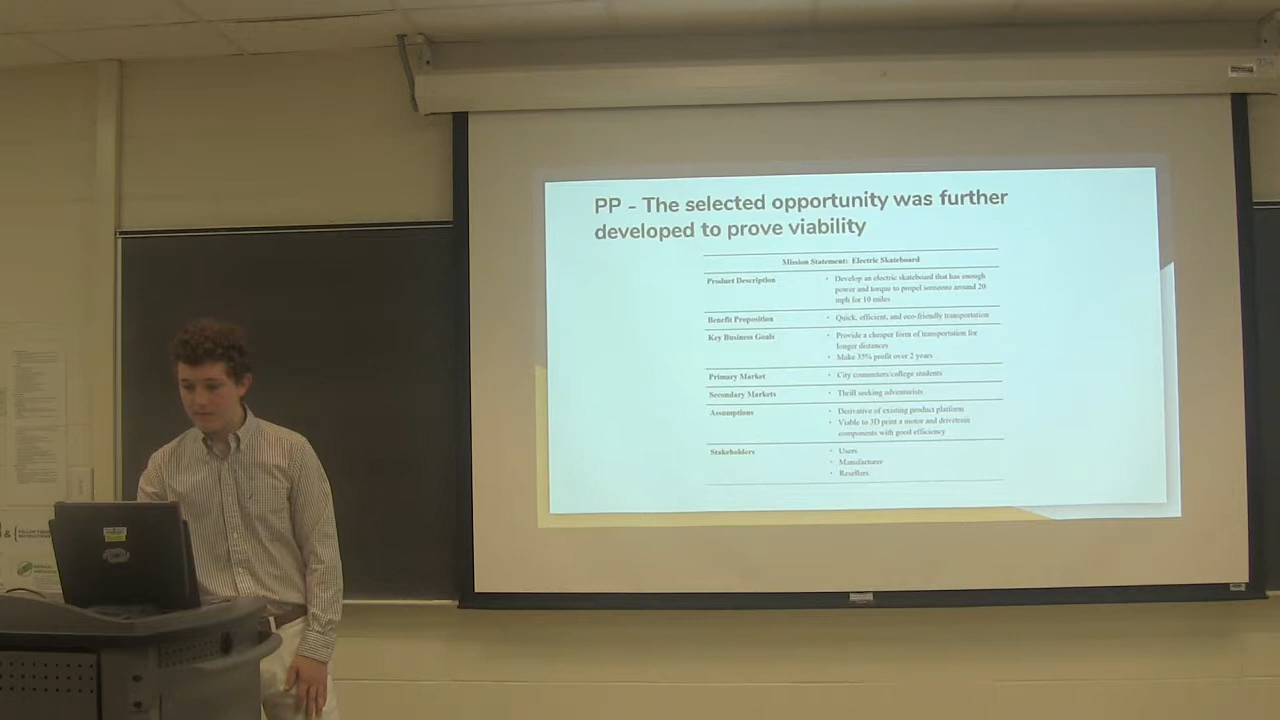 PP - The selected opportunity was further
developed to prove viability
Mission Statement: Electric Skateboard
Product Description
• Develop an electric skateboard that has enough
power and torque to propel someone around 20
mph for 10 miles
Benefit Proposition
• Quick, efficient, and eco-friendly transportation
Key Business Goals
• Provide a cheaper form of transportation for
longer distances
• Make 35% profit over 2 years
Primary Market
• City commuters/college students
Secondary Markets
• Thrill seeking adventurists
Assumptions
• Derivative of existing product platform
• Viable to 3D print a motor and drivetrain
components with good efficiency
Stakeholders
• Users
• Manufacturer
• Resellers
&